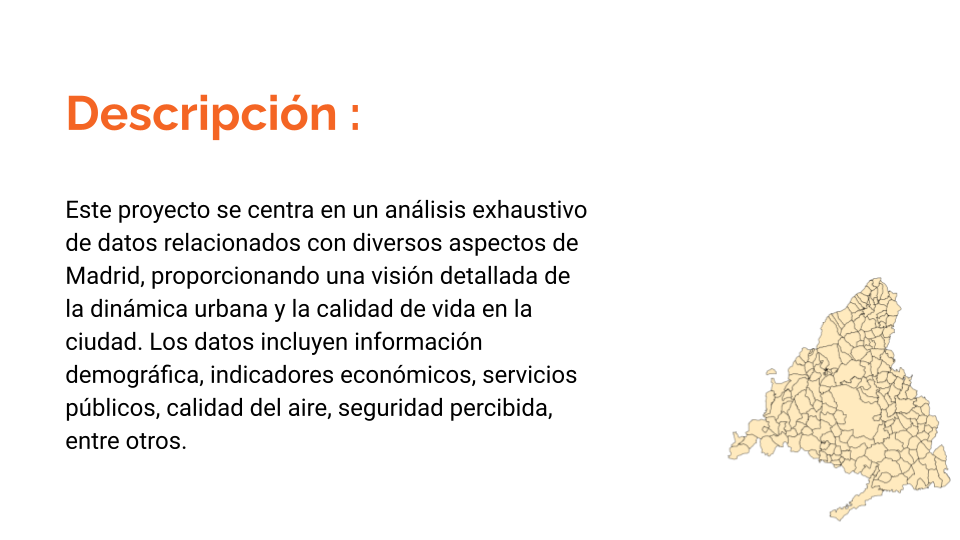 Descripción :
Este proyecto se centra en un análisis exhaustivo
de datos relacionados con diversos aspectos de
Madrid, proporcionando una visión detallada de
la dinámica urbana y la calidad de vida en la
ciudad. Los datos incluyen información
demográfica, indicadores económicos, servicios
públicos, calidad del aire, seguridad percibida,
entre otros.